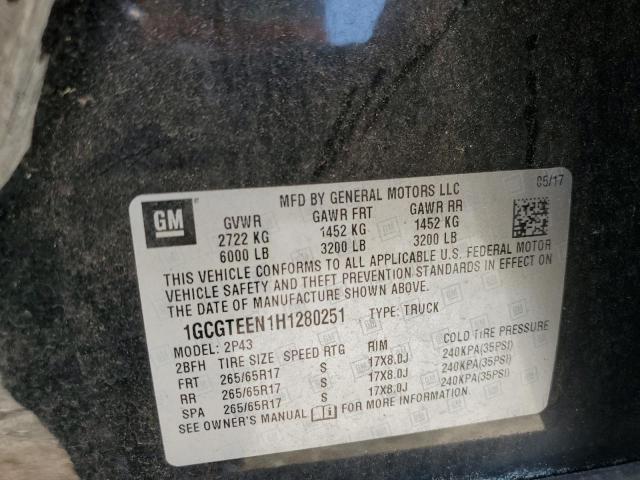 05/17
MFD BY GENERAL MOTORS LLC
GM
GVWR GAWR FRT GAWR RR
2722 KG 1452 KG 1452 KG
6000 LB 3200 LB 3200 LB
THIS VEHICLE CONFORMS TO ALL APPLICABLE U.S. FEDERAL MOTOR
VEHICLE SAFETY AND THEFT PREVENTION STANDARDS IN EFFECT ON
THE DATE OF MANUFACTURE SHOWN ABOVE.
1GCGTEEN1H1280251 TYPE: TRUCK
MODEL: 2P43
2BFH TIRE SIZE SPEED RTG RIM COLD TIRE PRESSURE
FRT 265/65R17 S 17X8.0J 240KPA(35PSI)
RR 265/65R17 S 17X8.0J 240KPA(35PSI)
SPA 265/65R17 S 17X8.0J 240KPA(35PSI)
SEE OWNER'S MANUAL FOR MORE INFORMATION.